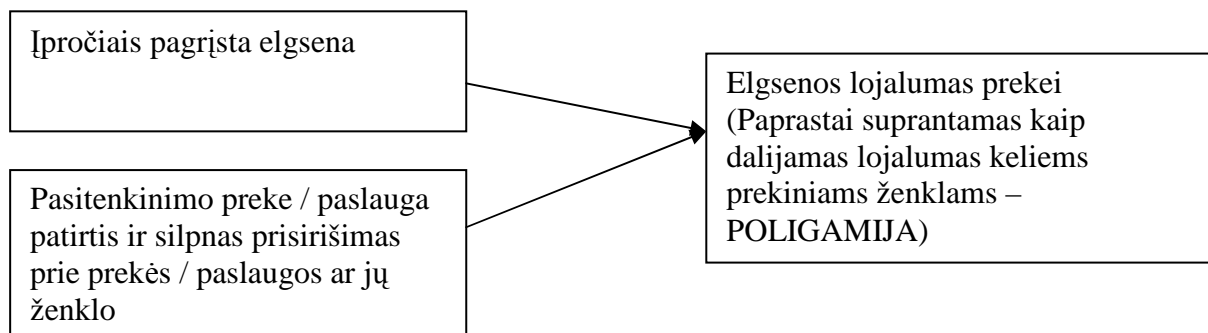 Įpročiais pagrįsta elgsena
Pasitenkinimo preke / paslauga
patirtis ir silpnas prisirišimas
prie prekės / paslaugos ar jų
ženklo
Elgsenos lojalumas prekei
(Paprastai suprantamas kaip
dalijamas lojalumas keliems
prekiniams ženklams –
POLIGAMIJA)